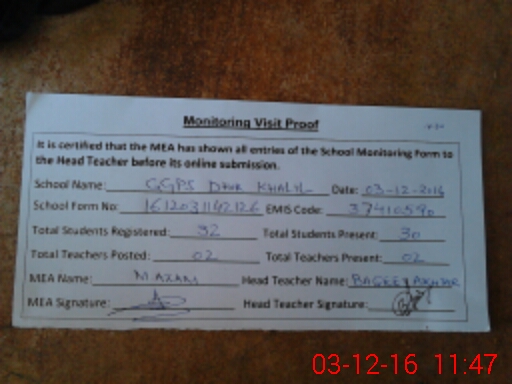 Monitoring Visit Proof
It is certified that the MEA has shown all entries of the School Monitoring Form to
the Head Teacher before its online submission.
School Name: GGPS Dhok Khalil Date: 03-12-2016
School Form No: EMIS Code: 37410590
Total Students Registered: 32 Total Students Present: 30
Total Teachers Posted: 02 Total Teachers Present: 02
MEA Name: Head Teacher Name: AKHTAR
MEA Signature: Head Teacher Signature:
03-12-16 11:47